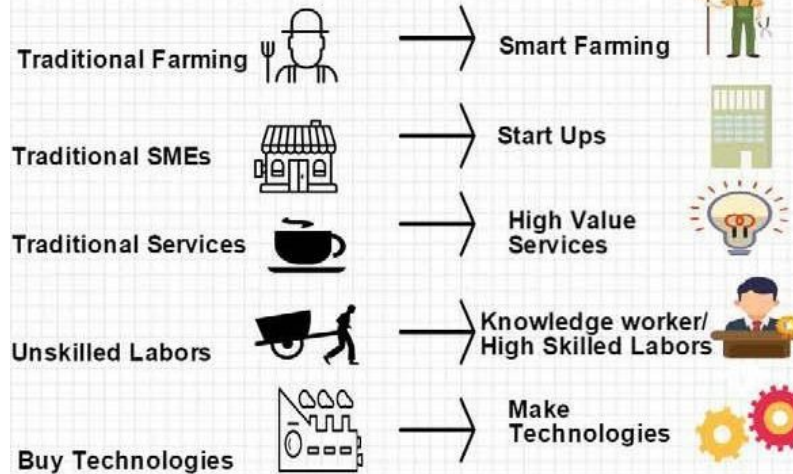 Traditional Farming
Smart Farming
Traditional SMEs
Start Ups
Traditional Services
High Value
Services
Unskilled Labors
Knowledge worker/
High Skilled Labors
Buy Technologies
Make
Technologies